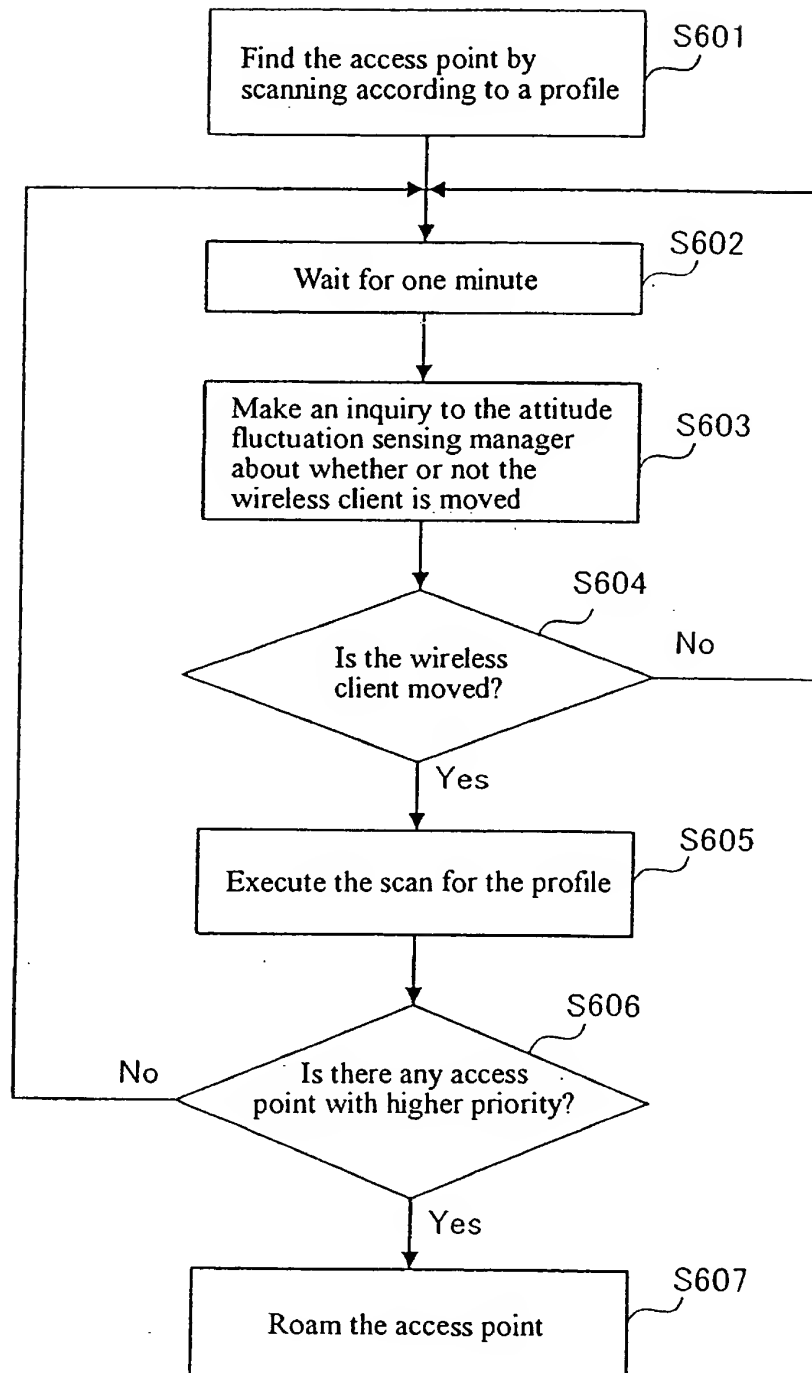 S601
Find the access point by
scanning according to a profile
S602
Wait for one minute
S603
Make an inquiry to the attitude
fluctuation sensing manager
about whether or not the
wireless client is moved
S604
Is the wireless
client moved?
No
Yes
S605
Execute the scan for the profile
S606
Is there any access
point with higher priority?
No
Yes
S607
Roam the access point